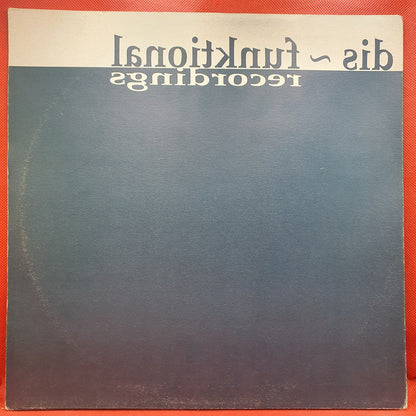 dis ~ funktional
recordings